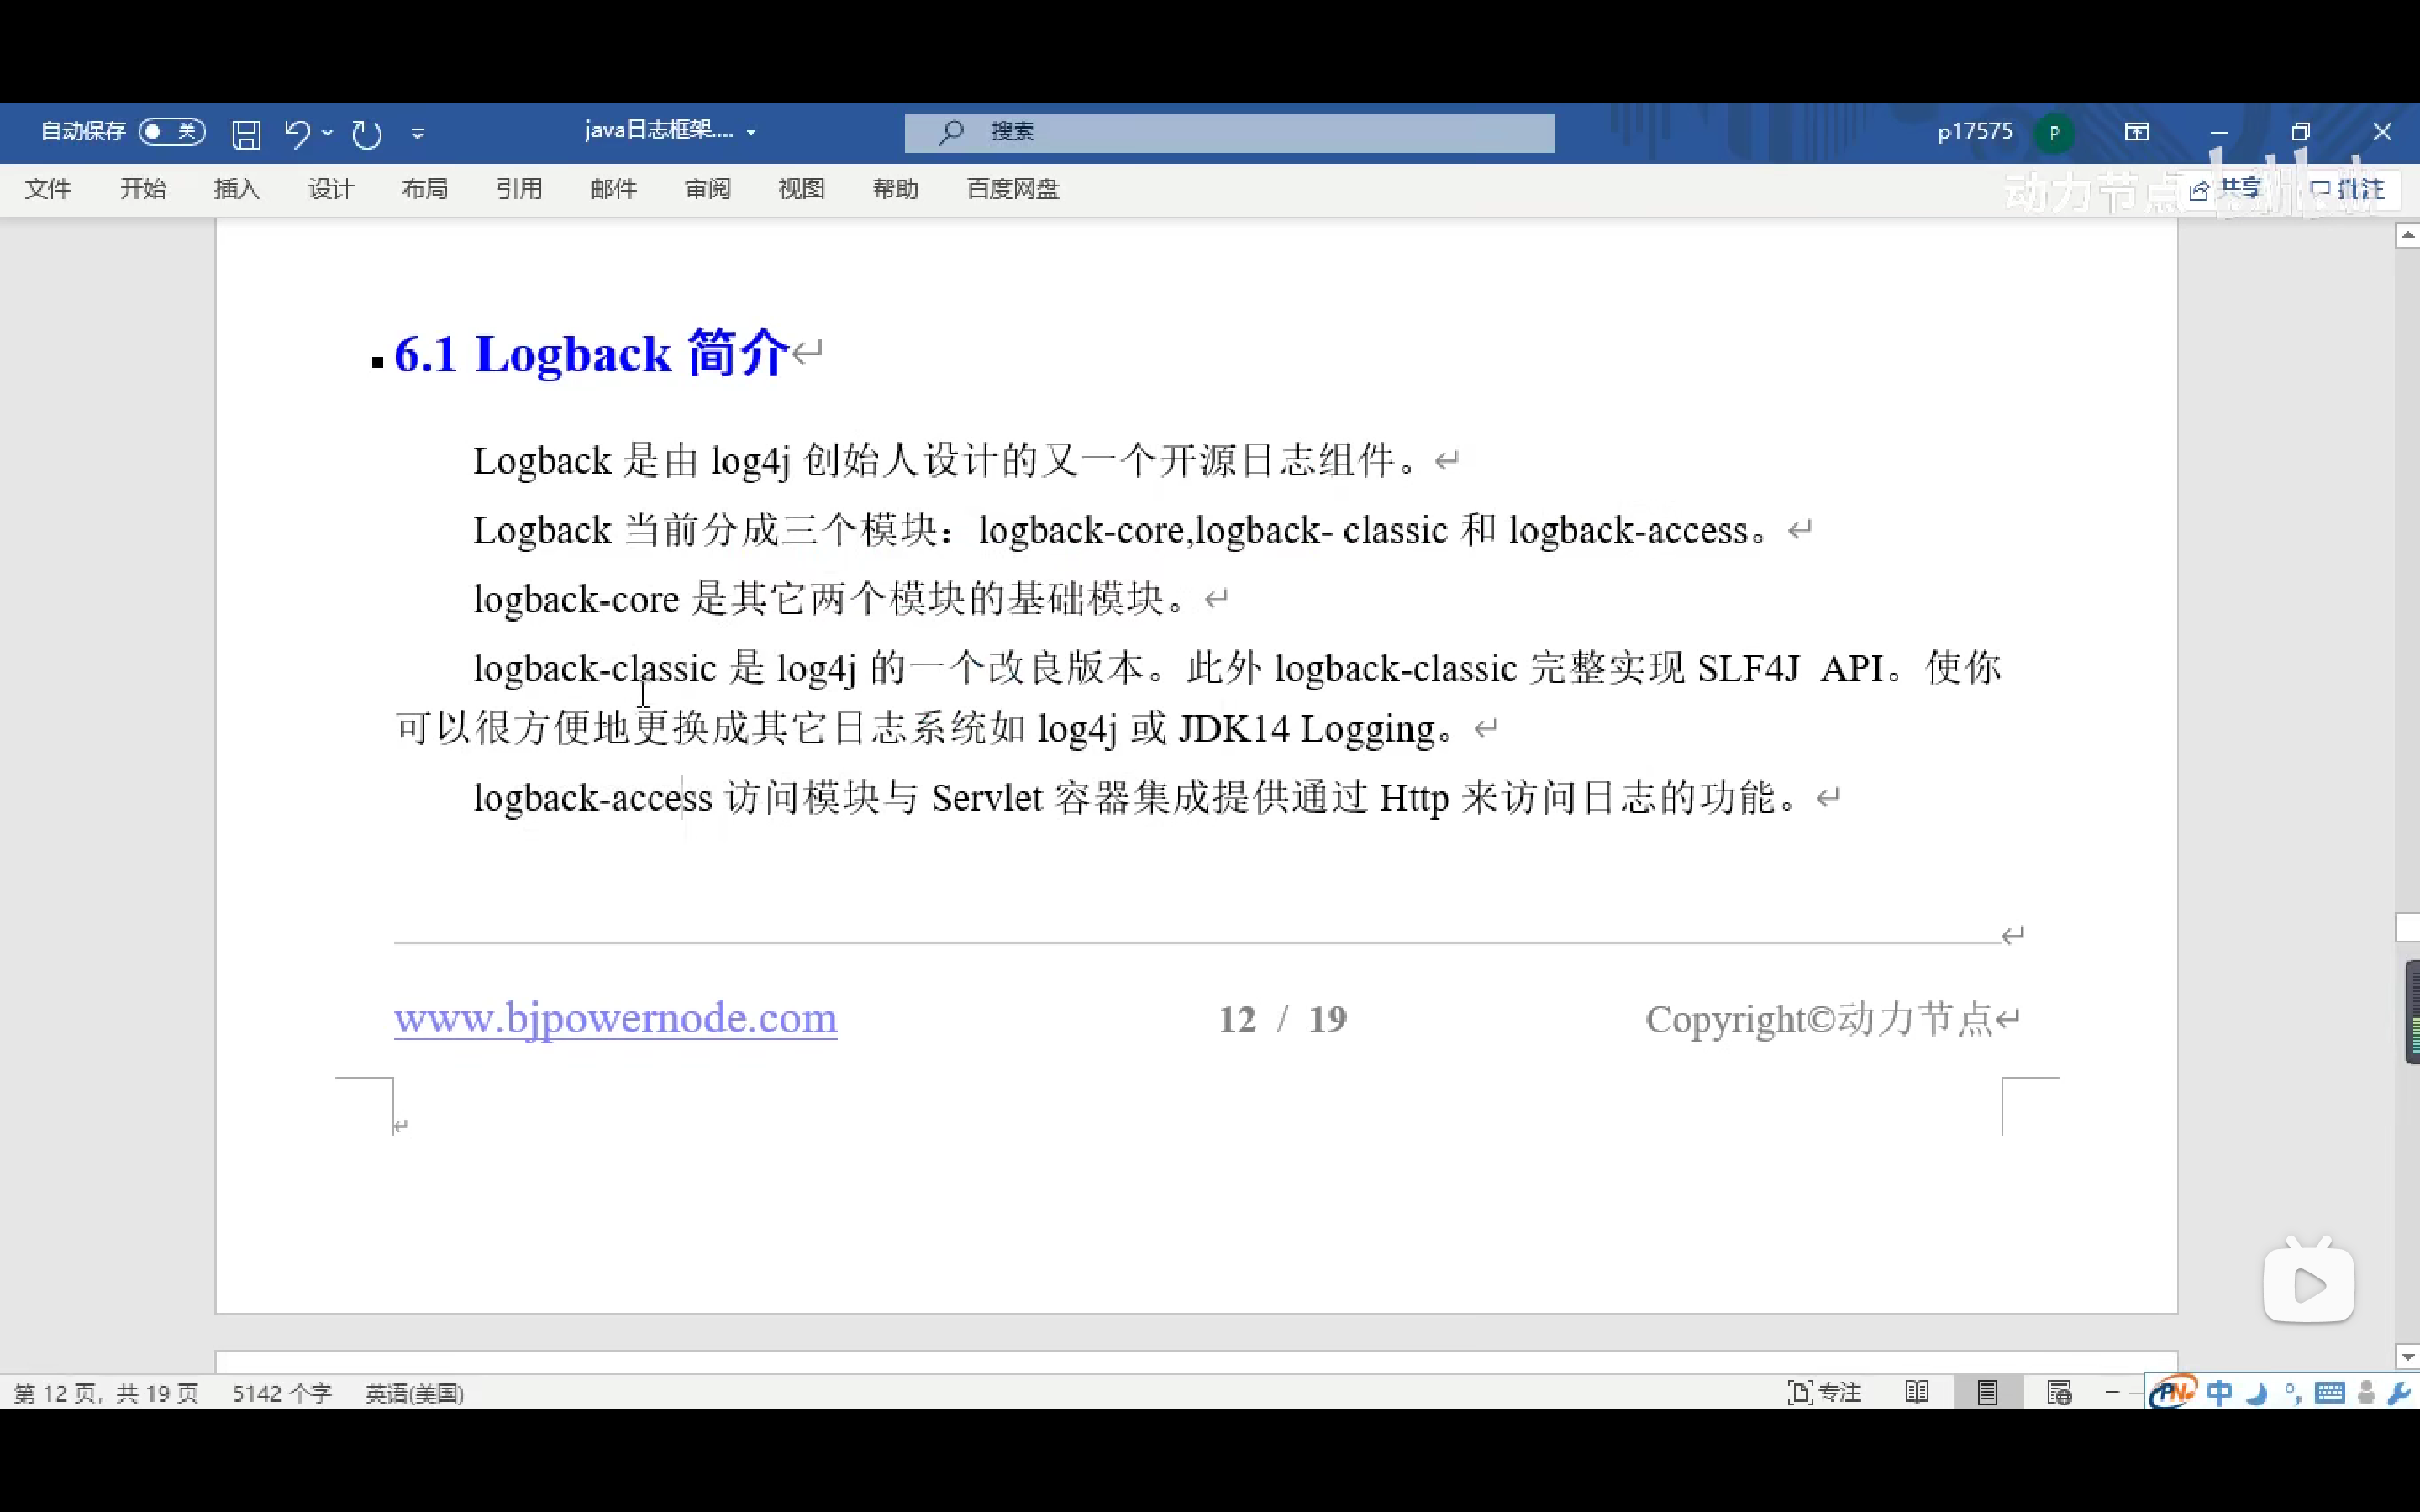 自动保存 关 java日志框架.... 搜索 p17575 P
文件 开始 插入 设计 布局 引用 邮件 审阅 视图 帮助 百度网盘 动力节点 共享 批注
6.1 Logback 简介
Logback 是由 log4j 创始人设计的又一个开源日志组件。
Logback 当前分成三个模块：logback-core,logback- classic 和 logback-access。
logback-core 是其它两个模块的基础模块。
logback-classic 是 log4j 的一个改良版本。此外 logback-classic 完整实现 SLF4J API。使你
可以很方便地更换成其它日志系统如 log4j 或 JDK14 Logging。
logback-access 访问模块与 Servlet 容器集成提供通过 Http 来访问日志的功能。
www.bjpowernode.com 12 / 19 Copyright©动力节点
第 12 页，共 19 页 5142 个字 英语(美国) 专注 中